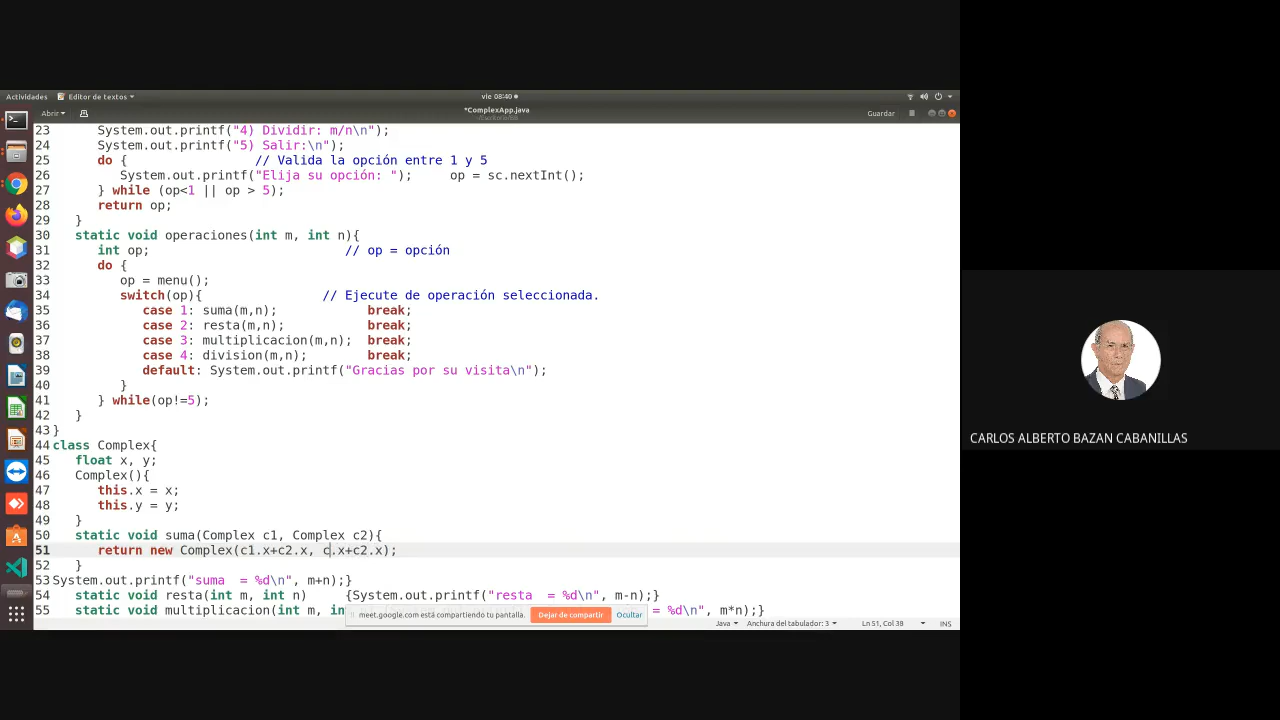 Actividades Editor de textos vie 08:40
Abrir *ComplexApp.java Guardar
23 System.out.printf("4) Dividir: m/n\n");
24 System.out.printf("5) Salir:\n");
25 do { // Valida la opción entre 1 y 5
26 System.out.printf("Elija su opción: "); op = sc.nextInt();
27 } while (op<1 || op > 5);
28 return op;
29 }
30 static void operaciones(int m, int n){
31 int op; // op = opción
32 do {
33 op = menu();
34 switch(op){ // Ejecute de operación seleccionada.
35 case 1: suma(m,n); break;
36 case 2: resta(m,n); break;
37 case 3: multiplicacion(m,n); break;
38 case 4: division(m,n); break;
39 default: System.out.printf("Gracias por su visita\n");
40 }
41 } while(op!=5);
42 }
43 }
44 class Complex{
45 float x, y;
46 Complex(){
47 this.x = x;
48 this.y = y;
49 }
50 static void suma(Complex c1, Complex c2){
51 return new Complex(c1.x+c2.x, c.x+c2.x);
52 }
53 System.out.printf("suma = %d\n", m+n);}
54 static void resta(int m, int n) {System.out.printf("resta = %d\n", m-n);}
55 static void multiplicacion(int m, in = %d\n", m*n);}
meet.google.com está compartiendo tu pantalla. Dejar de compartir Ocultar
Java Anchura del tabulador: 3 Ln 51, Col 38 INS
CARLOS ALBERTO BAZAN CABANILLAS